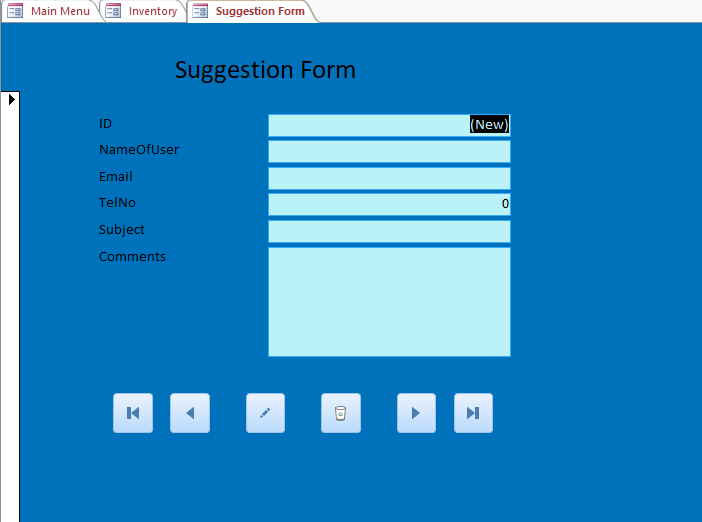 Main Menu Inventory Suggestion Form
Suggestion Form
ID (New)
NameOfUser
Email
TelNo 0
Subject
Comments